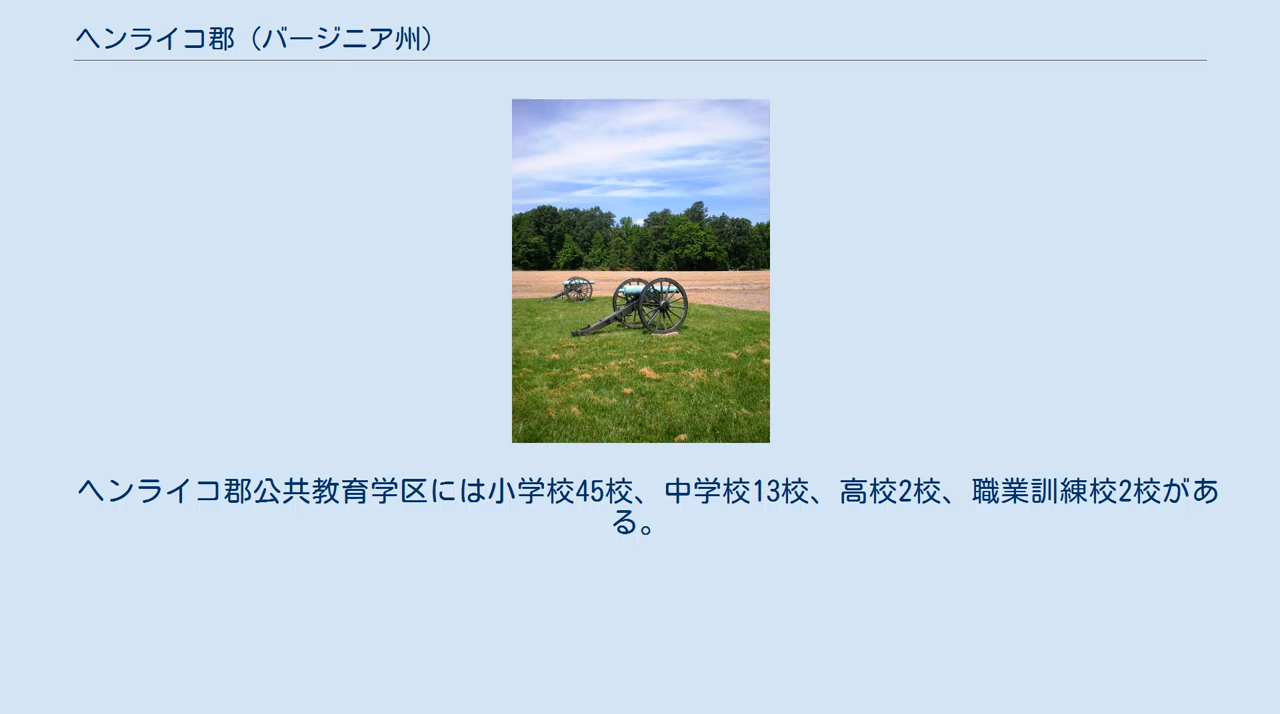 ヘンライコ郡（バージニア州）
ヘンライコ郡公共教育学区には小学校45校、中学校13校、高校2校、職業訓練校2校があ
る。